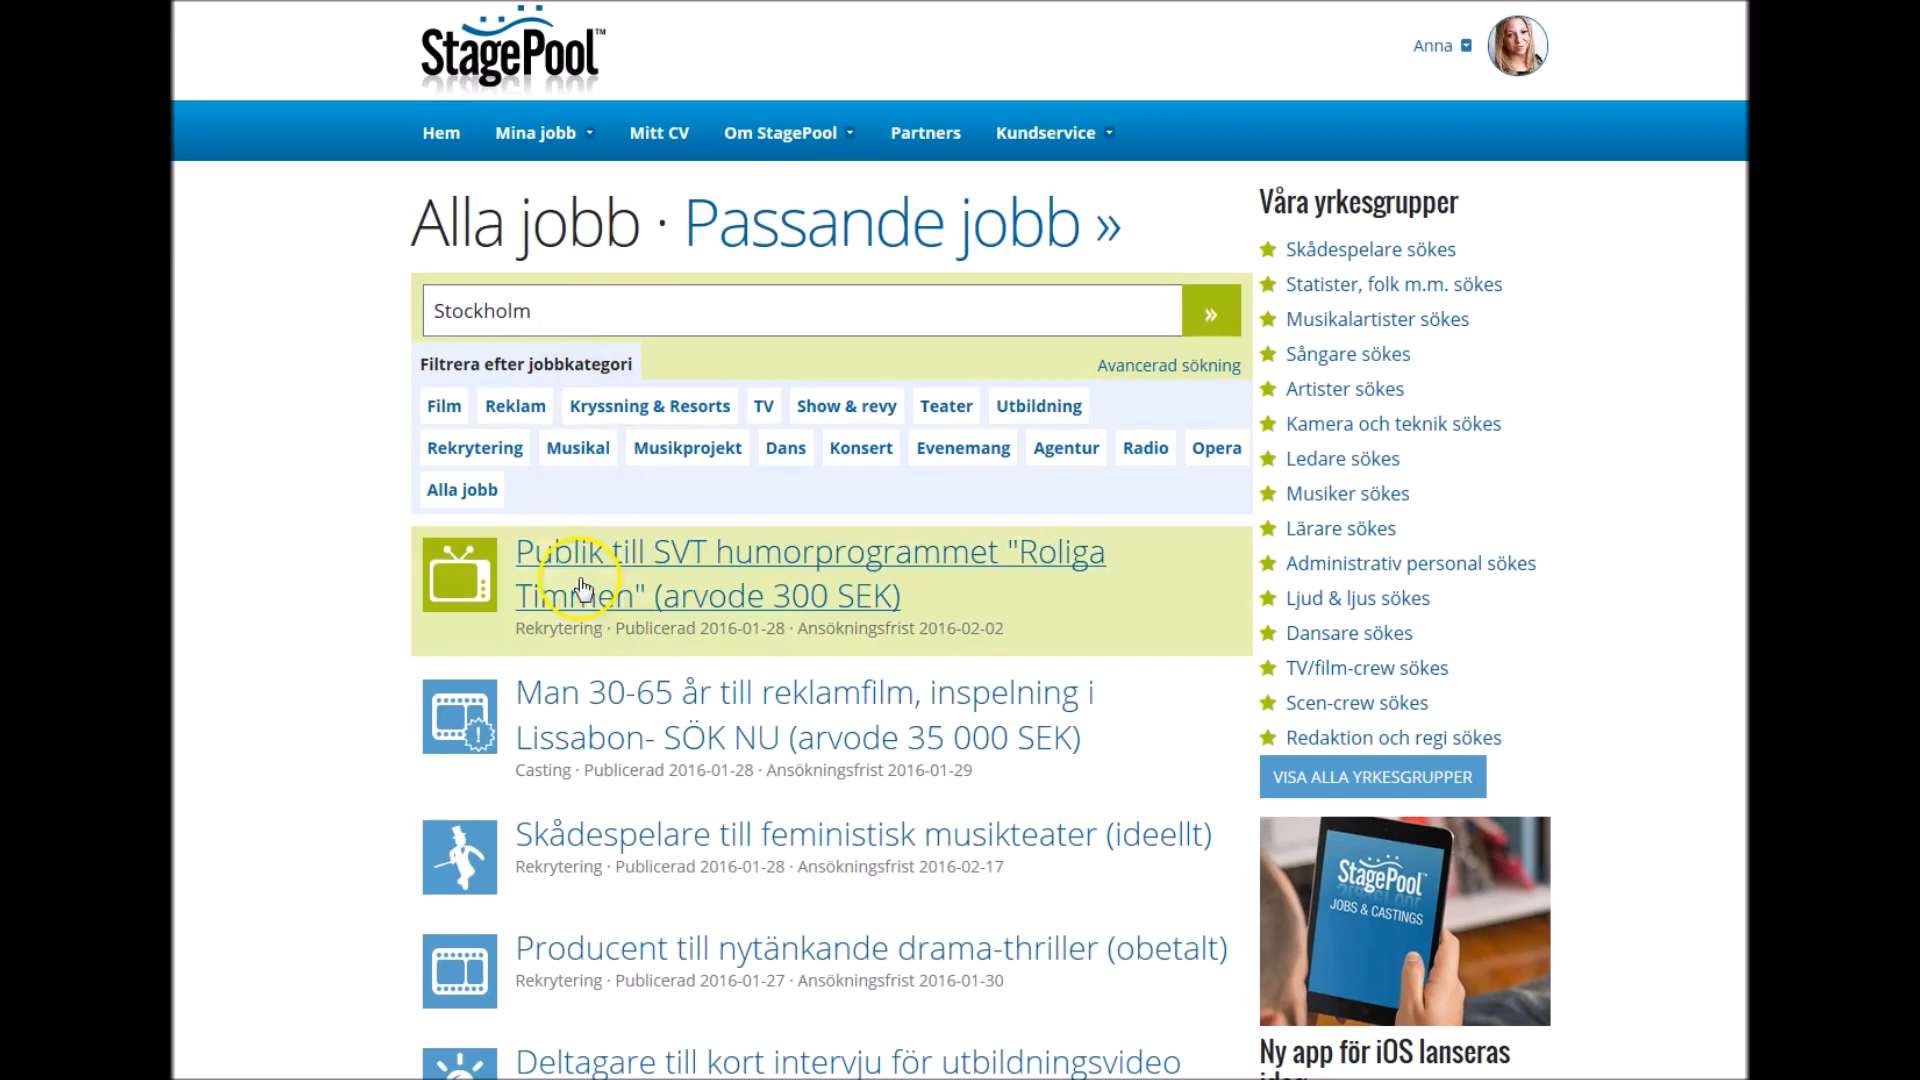 StagePool™
Anna
Hem Mina jobb Mitt CV Om StagePool Partners Kundservice
Alla jobb · Passande jobb »
Stockholm »
Filtrera efter jobbkategori Avancerad sökning
Film Reklam Kryssning & Resorts TV Show & revy Teater Utbildning
Rekrytering Musikal Musikprojekt Dans Konsert Evenemang Agentur Radio Opera
Alla jobb
Publik till SVT humorprogrammet "Roliga
Timmen" (arvode 300 SEK)
Rekrytering · Publicerad 2016-01-28 · Ansökningsfrist 2016-02-02
Man 30-65 år till reklamfilm, inspelning i
Lissabon- SÖK NU (arvode 35 000 SEK)
Casting · Publicerad 2016-01-28 · Ansökningsfrist 2016-01-29
Skådespelare till feministisk musikteater (ideellt)
Rekrytering · Publicerad 2016-01-28 · Ansökningsfrist 2016-02-17
Producent till nytänkande drama-thriller (obetalt)
Rekrytering · Publicerad 2016-01-27 · Ansökningsfrist 2016-01-30
Deltagare till kort intervju för utbildningsvideo
Våra yrkesgrupper
Skådespelare sökes
Statister, folk m.m. sökes
Musikalartister sökes
Sångare sökes
Artister sökes
Kamera och teknik sökes
Ledare sökes
Musiker sökes
Lärare sökes
Administrativ personal sökes
Ljud & ljus sökes
Dansare sökes
TV/film-crew sökes
Scen-crew sökes
Redaktion och regi sökes
VISA ALLA YRKESGRUPPER
StagePool™
JOBS & CASTINGS
Ny app för iOS lanseras